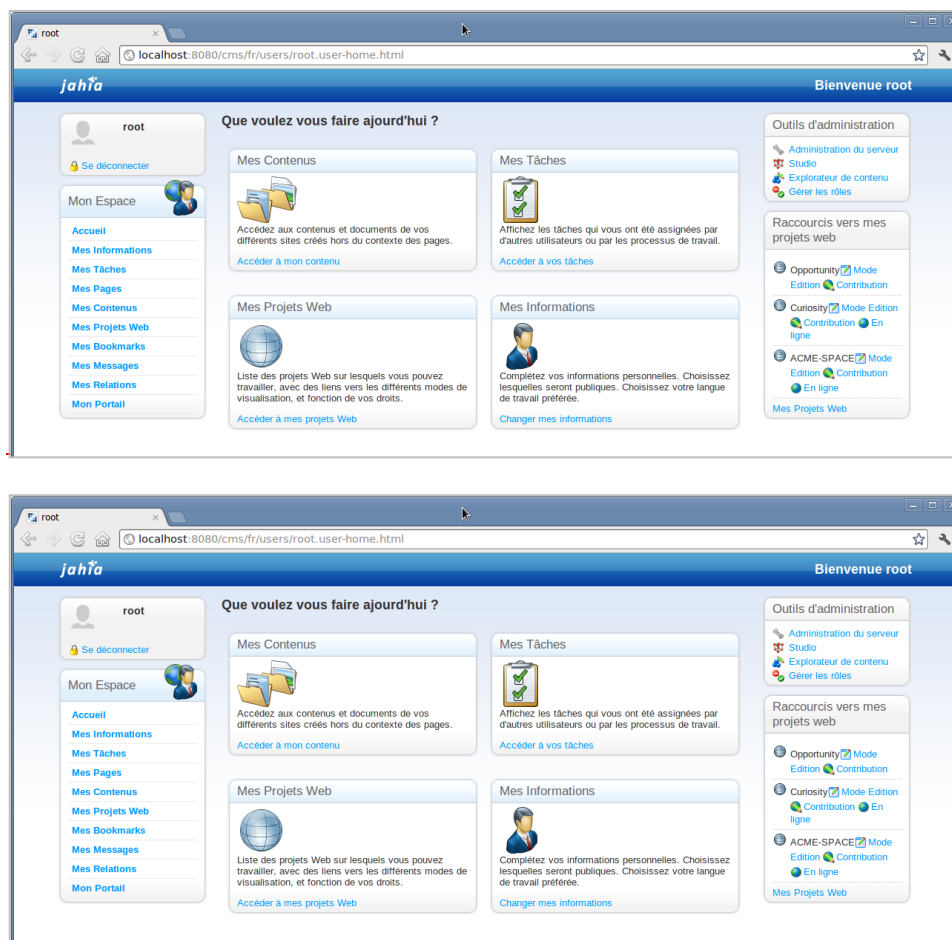 root
localhost:8080/cms/fr/users/root.user-home.html
jahia
Bienvenue root
root
Se déconnecter
Mon Espace
Accueil
Mes Informations
Mes Tâches
Mes Pages
Mes Contenus
Mes Projets Web
Mes Bookmarks
Mes Messages
Mes Relations
Mon Portail
Que voulez vous faire ajourd'hui ?
Mes Contenus
Accédez aux contenus et documents de vos
différents sites créés hors du contexte des pages.
Accéder à mon contenu
Mes Tâches
Affichez les tâches qui vous ont été assignées par
d'autres utilisateurs ou par les processus de travail.
Accéder à vos tâches
Mes Projets Web
Liste des projets Web sur lesquels vous pouvez
travailler, avec des liens vers les différents modes de
visualisation, et fonction de vos droits.
Accéder à mes projets Web
Mes Informations
Complétez vos informations personnelles. Choisissez
lesquelles seront publiques. Choisissez votre langue
de travail préférée.
Changer mes informations
Outils d'administration
Administration du serveur
Studio
Explorateur de contenu
Gérer les rôles
Raccourcis vers mes
projets web
Opportunity Mode
Edition Contribution
Curiosity Mode Edition
Contribution En
ligne
ACME-SPACE Mode
Edition Contribution
En ligne
Mes Projets Web
root
localhost:8080/cms/fr/users/root.user-home.html
jahia
Bienvenue root
root
Se déconnecter
Mon Espace
Accueil
Mes Informations
Mes Tâches
Mes Pages
Mes Contenus
Mes Projets Web
Mes Bookmarks
Mes Messages
Mes Relations
Mon Portail
Que voulez vous faire ajourd'hui ?
Mes Contenus
Accédez aux contenus et documents de vos
différents sites créés hors du contexte des pages.
Accéder à mon contenu
Mes Tâches
Affichez les tâches qui vous ont été assignées par
d'autres utilisateurs ou par les processus de travail.
Accéder à vos tâches
Mes Projets Web
Liste des projets Web sur lesquels vous pouvez
travailler, avec des liens vers les différents modes de
visualisation, et fonction de vos droits.
Accéder à mes projets Web
Mes Informations
Complétez vos informations personnelles. Choisissez
lesquelles seront publiques. Choisissez votre langue
de travail préférée.
Changer mes informations
Outils d'administration
Administration du serveur
Studio
Explorateur de contenu
Gérer les rôles
Raccourcis vers mes
projets web
Opportunity Mode
Edition Contribution
Curiosity Mode Edition
Contribution En
ligne
ACME-SPACE Mode
Edition Contribution
En ligne
Mes Projets Web